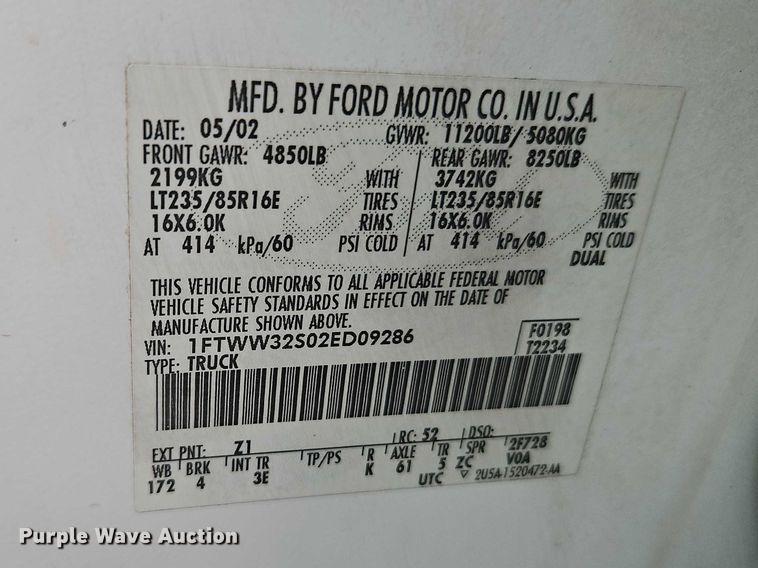 MFD. BY FORD MOTOR CO. IN U.S.A.
DATE: 05/02 GVWR: 11200LB/ 5080KG
FRONT GAWR: 4850LB REAR GAWR: 8250LB
2199KG WITH 3742KG WITH
LT235/85R16E TIRES LT235/85R16E TIRES
16X6.0K RIMS 16X6.0K RIMS
AT 414 kPa/60 PSI COLD AT 414 kPa/60 PSI COLD
DUAL
THIS VEHICLE CONFORMS TO ALL APPLICABLE FEDERAL MOTOR
VEHICLE SAFETY STANDARDS IN EFFECT ON THE DATE OF
MANUFACTURE SHOWN ABOVE.
VIN: 1FTWW32S02ED09286 F0198
TYPE: TRUCK T2234
EXT PNT: Z1 RC: 52 DSO:
WB BRK INT TR TP/PS R AXLE TR SPR 2F728
172 4 3E K 61 5 ZC VOA
UTC ▽ 2U5A-1520472-AA
Purple Wave Auction